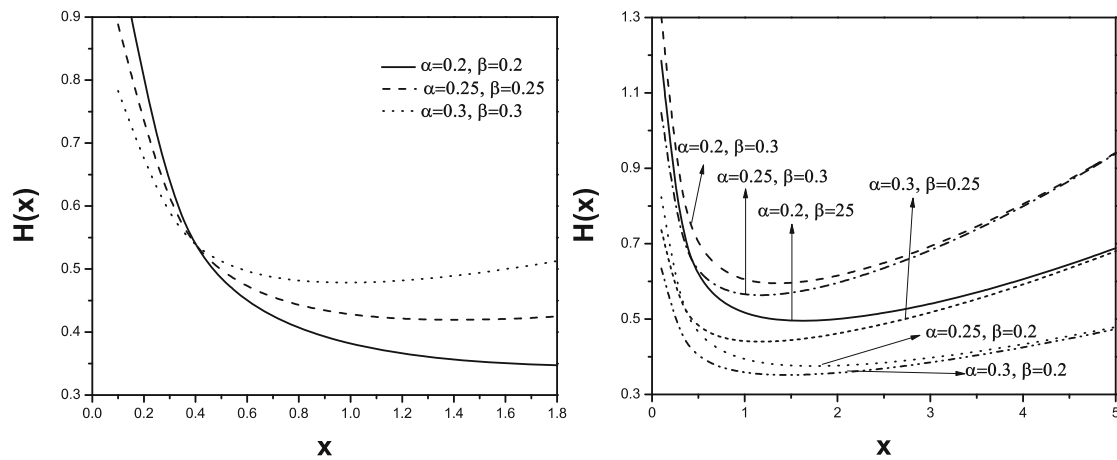 0.9
0.8
0.7
0.6
0.5
0.4
0.3
H(x)
α=0.2, β=0.2
α=0.25, β=0.25
α=0.3, β=0.3
0.0 0.2 0.4 0.6 0.8 1.0 1.2 1.4 1.6 1.8
x
1.3
1.1
0.9
0.7
0.5
0.3
H(x)
α=0.2, β=0.3
α=0.25, β=0.3
α=0.2, β=25
α=0.3, β=0.25
α=0.25, β=0.2
α=0.3, β=0.2
0 1 2 3 4 5
x